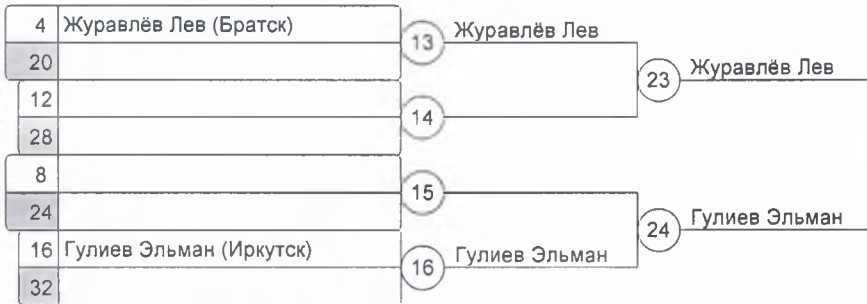 4 Журавлёв Лев (Братск)
13 Журавлёв Лев
20
23 Журавлёв Лев
12
14
28
8
15
24
24 Гулиев Эльман
16 Гулиев Эльман (Иркутск)
16 Гулиев Эльман
32